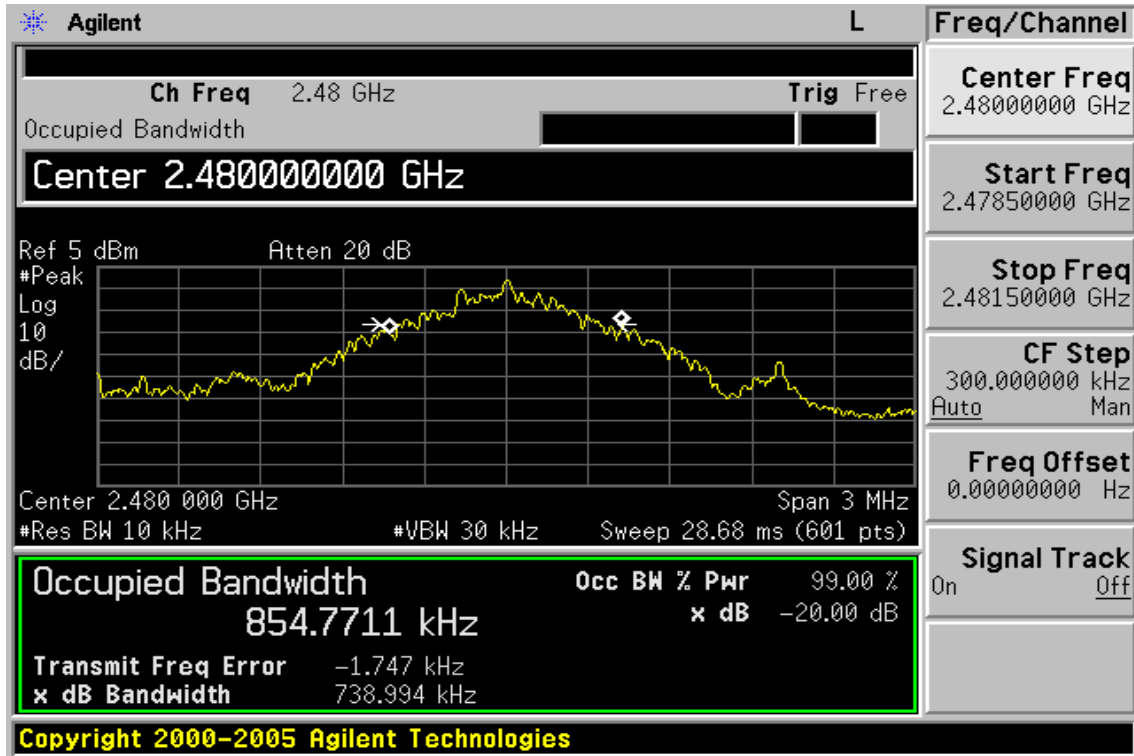 Agilent L Freq/Channel
Ch Freq 2.48 GHz Trig Free
Occupied Bandwidth
Center 2.480000000 GHz
Ref 5 dBm Atten 20 dB
#Peak
Log
10
dB/
Center 2.480 000 GHz Span 3 MHz
#Res BW 10 kHz #VBW 30 kHz Sweep 28.68 ms (601 pts)
Occupied Bandwidth Occ BW % Pwr 99.00 %
854.7711 kHz x dB -20.00 dB
Transmit Freq Error -1.747 kHz
x dB Bandwidth 738.994 kHz
Copyright 2000-2005 Agilent Technologies
Center Freq
2.48000000 GHz
Start Freq
2.47850000 GHz
Stop Freq
2.48150000 GHz
CF Step
300.000000 kHz
Auto Man
Freq Offset
0.00000000 Hz
Signal Track
On Off